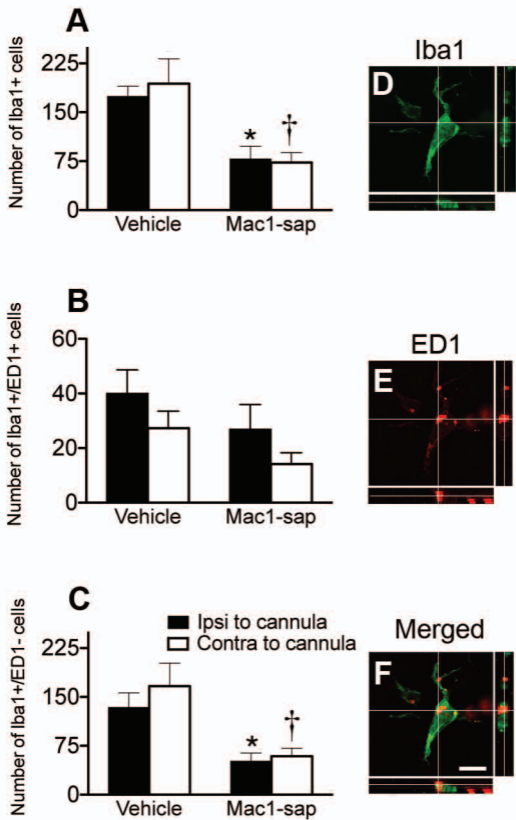 A
Number of Iba1+ cells
225
150
75
0
*
†
Vehicle
Mac1-sap
Iba1
D
B
Number of Iba1+/ED1+ cells
60
40
20
0
Vehicle
Mac1-sap
ED1
E
C
Number of Iba1+/ED1- cells
Ipsi to cannula
Contra to cannula
225
150
75
0
*
†
Vehicle
Mac1-sap
Merged
F